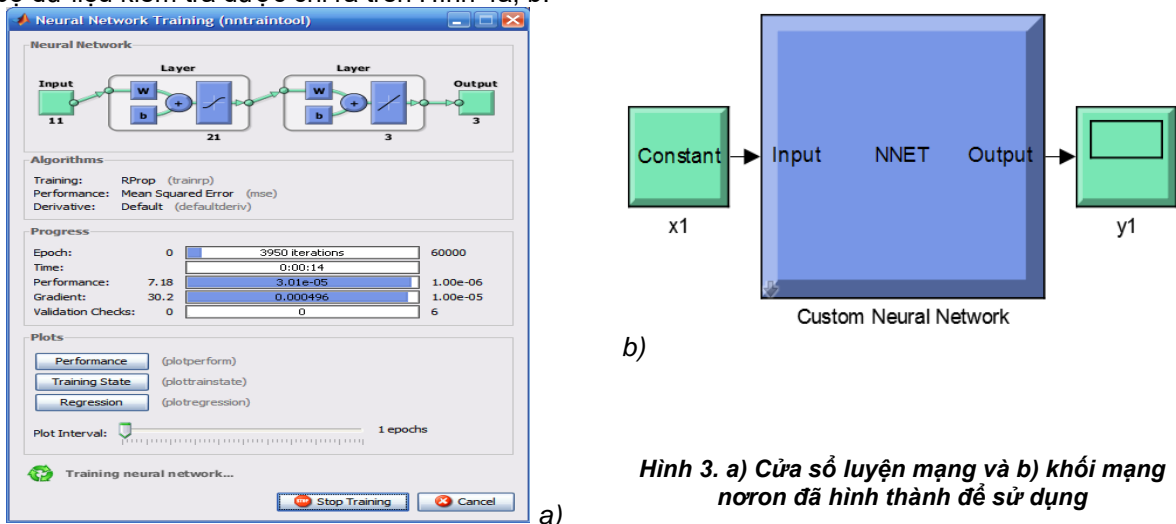 Neural Network Training (nntraintool)
Neural Network
Layer Layer
Input Output
W W
b b
+ +
11 21 3 3
Algorithms
Training: RProp (trainrp)
Performance: Mean Squared Error (mse)
Derivative: Default (defaultderiv)
Progress
Epoch: 0 3950 iterations 60000
Time: 0:00:14
Performance: 7.18 3.01e-05 1.00e-06
Gradient: 30.2 0.000496 1.00e-05
Validation Checks: 0 0 6
Plots
Performance (plotperform)
Training State (plottrainstate)
Regression (plotregression)
Plot Interval: 1 epochs
Training neural network...
STOP Stop Training Cancel
a)
Constant Input NNET Output
x1 y1
Custom Neural Network
b)
Hình 3. a) Cửa sổ luyện mạng và b) khối mạng
nơron đã hình thành để sử dụng